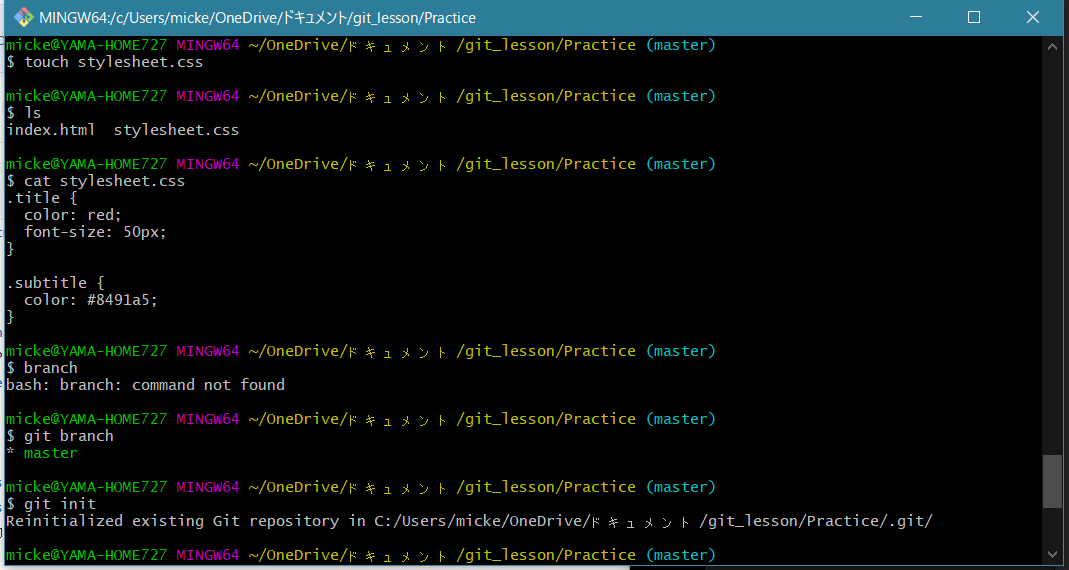 MINGW64:/c/Users/micke/OneDrive/ドキュメント/git_lesson/Practice
micke@YAMA-HOME727 MINGW64 ~/OneDrive/ドキュメント/git_lesson/Practice (master)
$ touch stylesheet.css
micke@YAMA-HOME727 MINGW64 ~/OneDrive/ドキュメント/git_lesson/Practice (master)
$ ls
index.html  stylesheet.css
micke@YAMA-HOME727 MINGW64 ~/OneDrive/ドキュメント/git_lesson/Practice (master)
$ cat stylesheet.css
.title {
  color: red;
  font-size: 50px;
}
.subtitle {
  color: #8491a5;
}
micke@YAMA-HOME727 MINGW64 ~/OneDrive/ドキュメント/git_lesson/Practice (master)
$ branch
bash: branch: command not found
micke@YAMA-HOME727 MINGW64 ~/OneDrive/ドキュメント/git_lesson/Practice (master)
$ git branch
* master
micke@YAMA-HOME727 MINGW64 ~/OneDrive/ドキュメント/git_lesson/Practice (master)
$ git init
Reinitialized existing Git repository in C:/Users/micke/OneDrive/ドキュメント/git_lesson/Practice/.git/
micke@YAMA-HOME727 MINGW64 ~/OneDrive/ドキュメント/git_lesson/Practice (master)